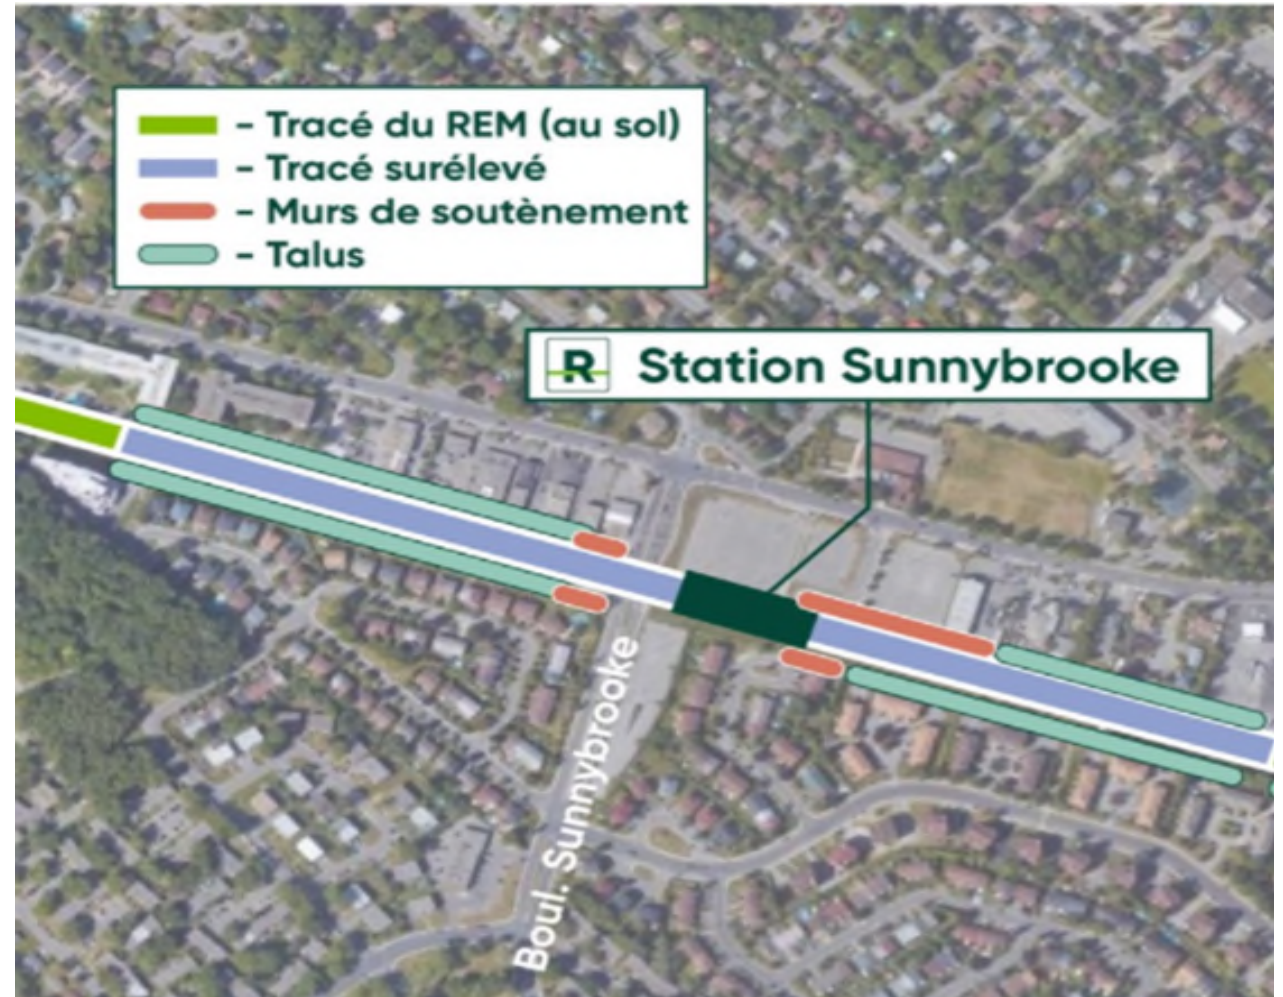 - Tracé du REM (au sol)
- Tracé surélevé
- Murs de soutènement
- Talus
R Station Sunnybrooke
Boul. Sunnybrooke